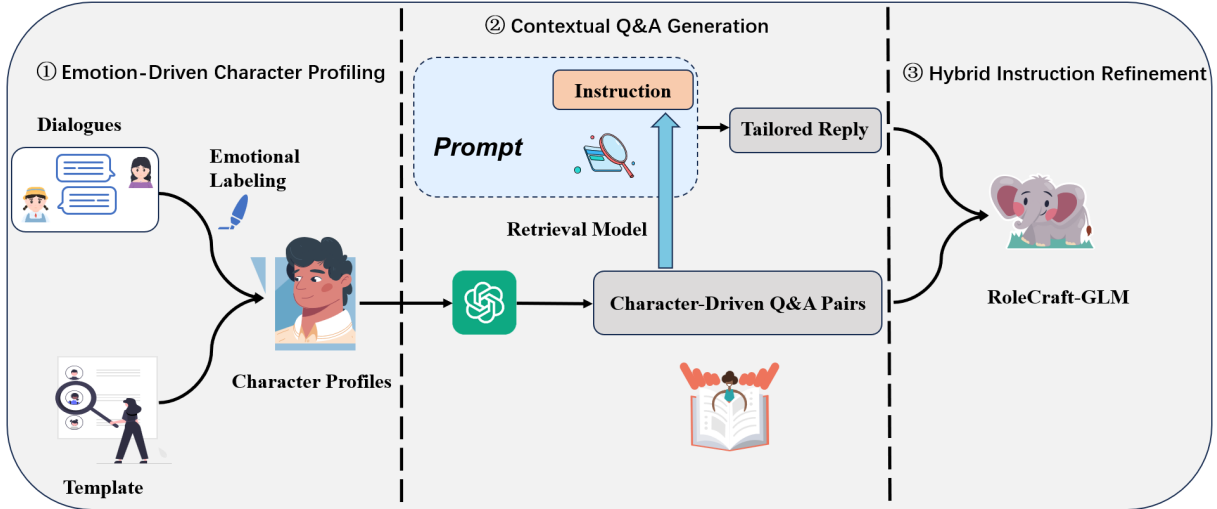 ① Emotion-Driven Character Profiling
Dialogues
Emotional
Labeling
Character Profiles
Template
② Contextual Q&A Generation
Instruction
Prompt
Tailored Reply
Retrieval Model
Character-Driven Q&A Pairs
③ Hybrid Instruction Refinement
RoleCraft-GLM